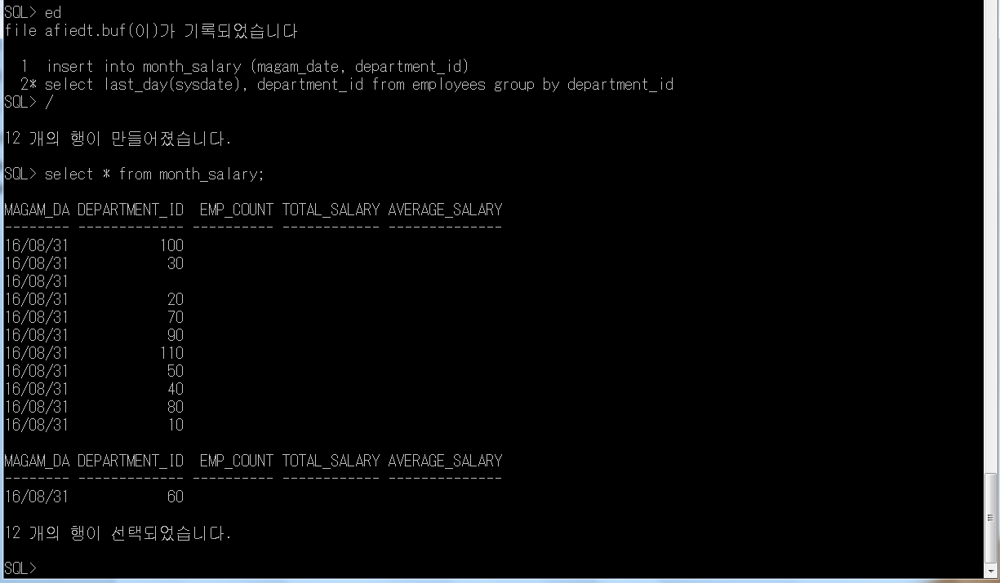 SQL> ed
file afiedt.buf(이)가 기록되었습니다
1 insert into month_salary (magam_date, department_id)
2* select last_day(sysdate), department_id from employees group by department_id
SQL> /
12 개의 행이 만들어졌습니다.
SQL> select * from month_salary;
MAGAM_DA DEPARTMENT_ID EMP_COUNT TOTAL_SALARY AVERAGE_SALARY
-------- ------------- ---------- ------------ --------------
16/08/31 100
16/08/31 30
16/08/31
16/08/31 20
16/08/31 70
16/08/31 90
16/08/31 110
16/08/31 50
16/08/31 40
16/08/31 80
16/08/31 10
MAGAM_DA DEPARTMENT_ID EMP_COUNT TOTAL_SALARY AVERAGE_SALARY
-------- ------------- ---------- ------------ --------------
16/08/31 60
12 개의 행이 선택되었습니다.
SQL>